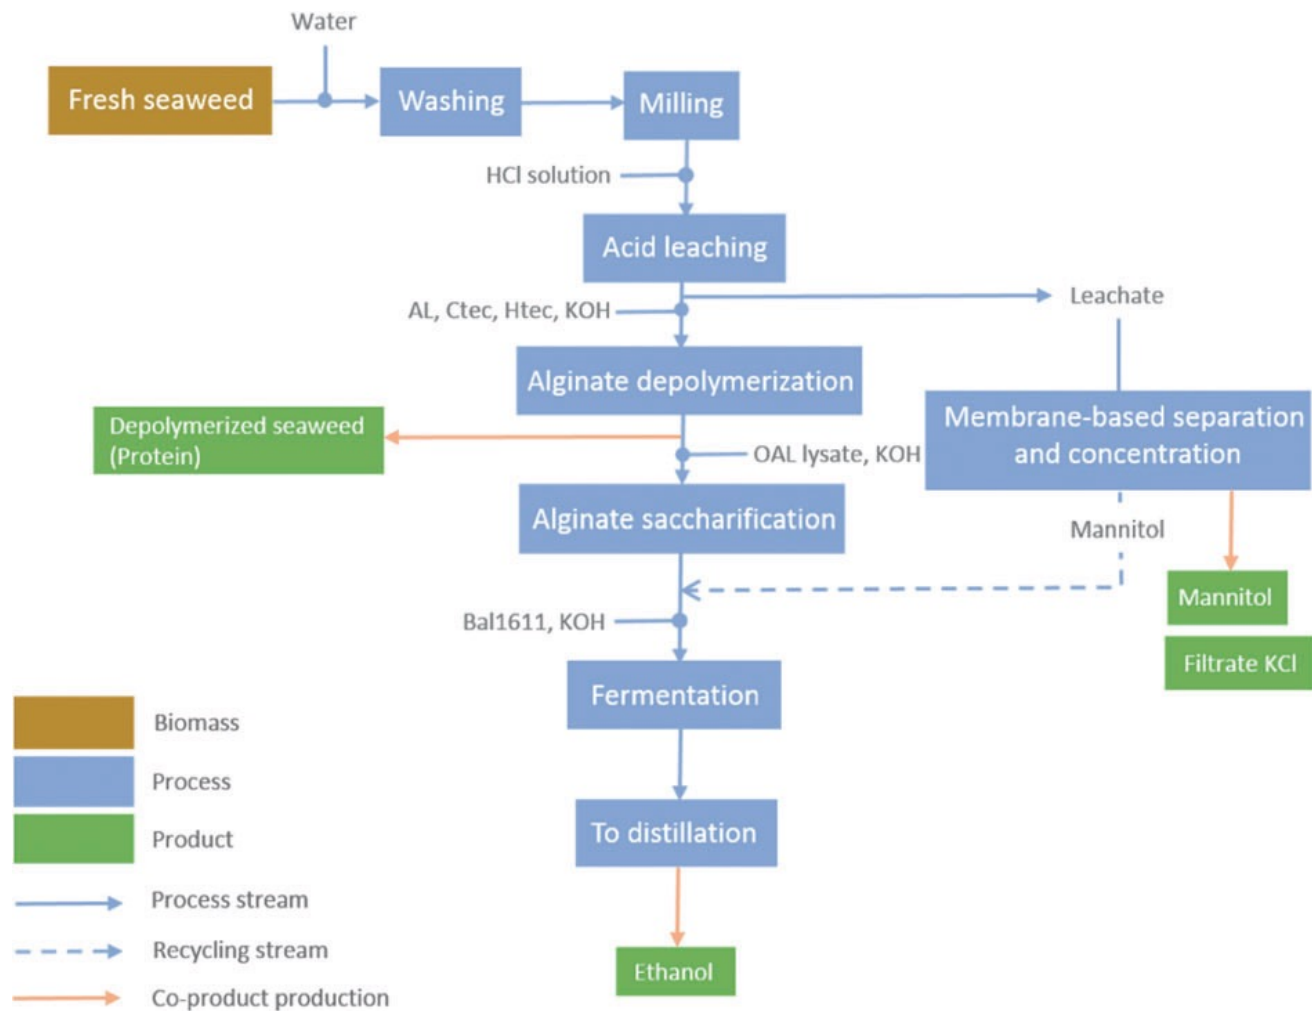 Water
Fresh seaweed
Washing
Milling
HCl solution
Acid leaching
AL, Ctec, Htec, KOH
Leachate
Alginate depolymerization
Depolymerized seaweed
(Protein)
Membrane-based separation
and concentration
OAL lysate, KOH
Alginate saccharification
Mannitol
Mannitol
Bal1611, KOH
Filtrate KCl
Fermentation
To distillation
Ethanol
Biomass
Process
Product
Process stream
Recycling stream
Co-product production